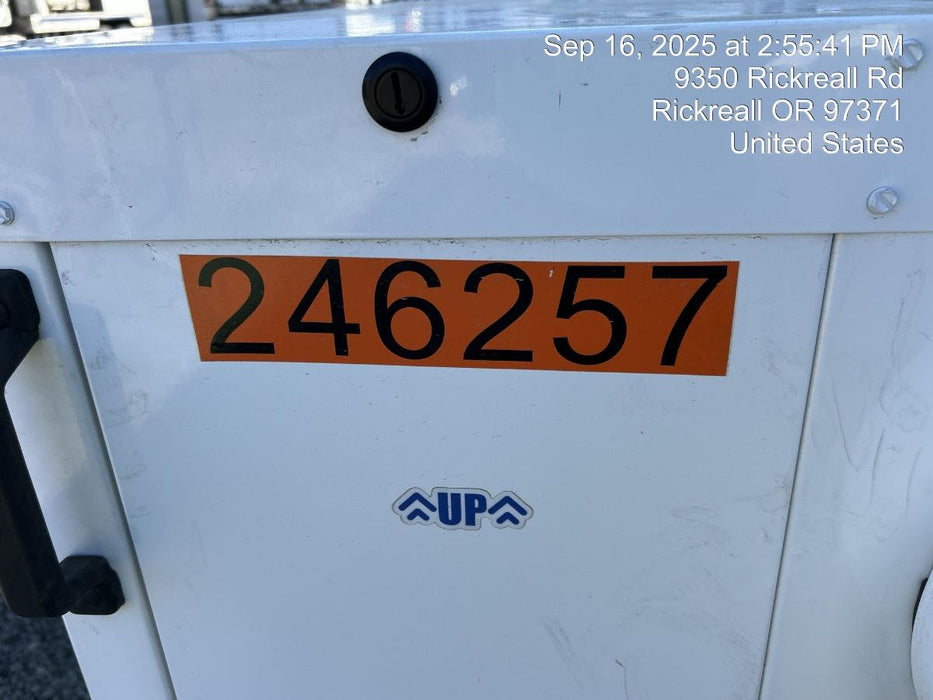 Sep 16, 2025 at 2:55:41 PM
9350 Rickreall Rd
Rickreall OR 97371
United States
246257
UP